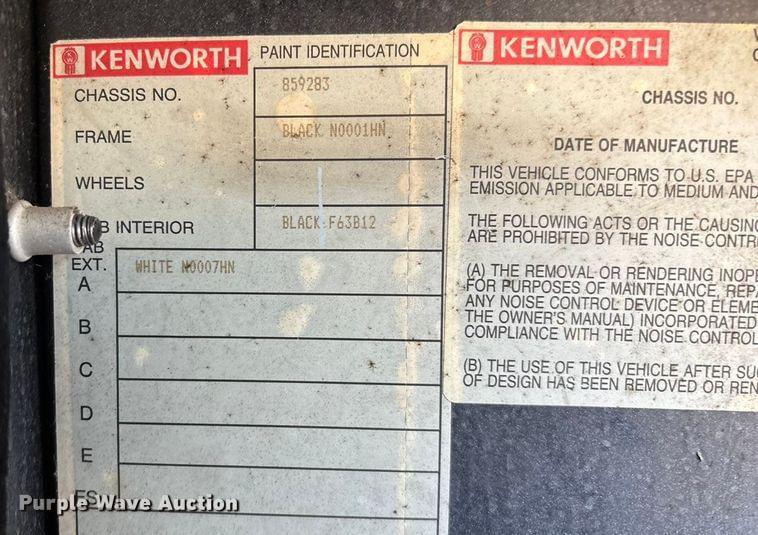 KENWORTH PAINT IDENTIFICATION
CHASSIS NO. 859283
FRAME BLACK N0001HN
WHEELS
INTERIOR BLACK F63B12
EXT. WHITE N0007HN
A
B
C
D
E
KENWORTH
CHASSIS NO.
DATE OF MANUFACTURE
THIS VEHICLE CONFORMS TO U.S. EPA
EMISSION APPLICABLE TO MEDIUM AND
THE FOLLOWING ACTS OR THE CAUSING
ARE PROHIBITED BY THE NOISE CONTR
(A) THE REMOVAL OR RENDERING INOPE
FOR PURPOSES OF MAINTENANCE, REPA
ANY NOISE CONTROL DEVICE OR ELEME
THE OWNER'S MANUAL) INCORPORATED
COMPLIANCE WITH THE NOISE CONTROL
(B) THE USE OF THIS VEHICLE AFTER SU
OF DESIGN HAS BEEN REMOVED OR REN
Purple Wave Auction